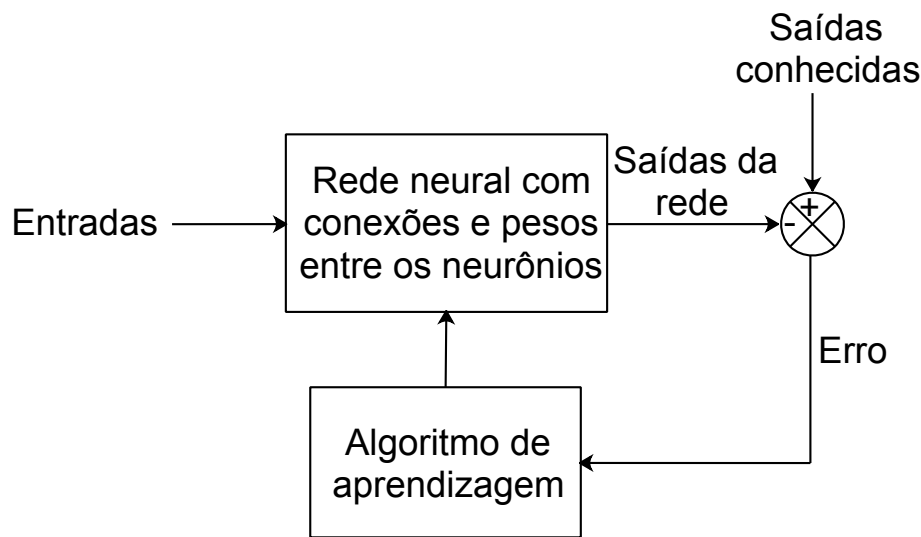 Saídas
conhecidas
Rede neural com
conexões e pesos
entre os neurônios
Saídas da
rede
Entradas
+
-
Erro
Algoritmo de
aprendizagem